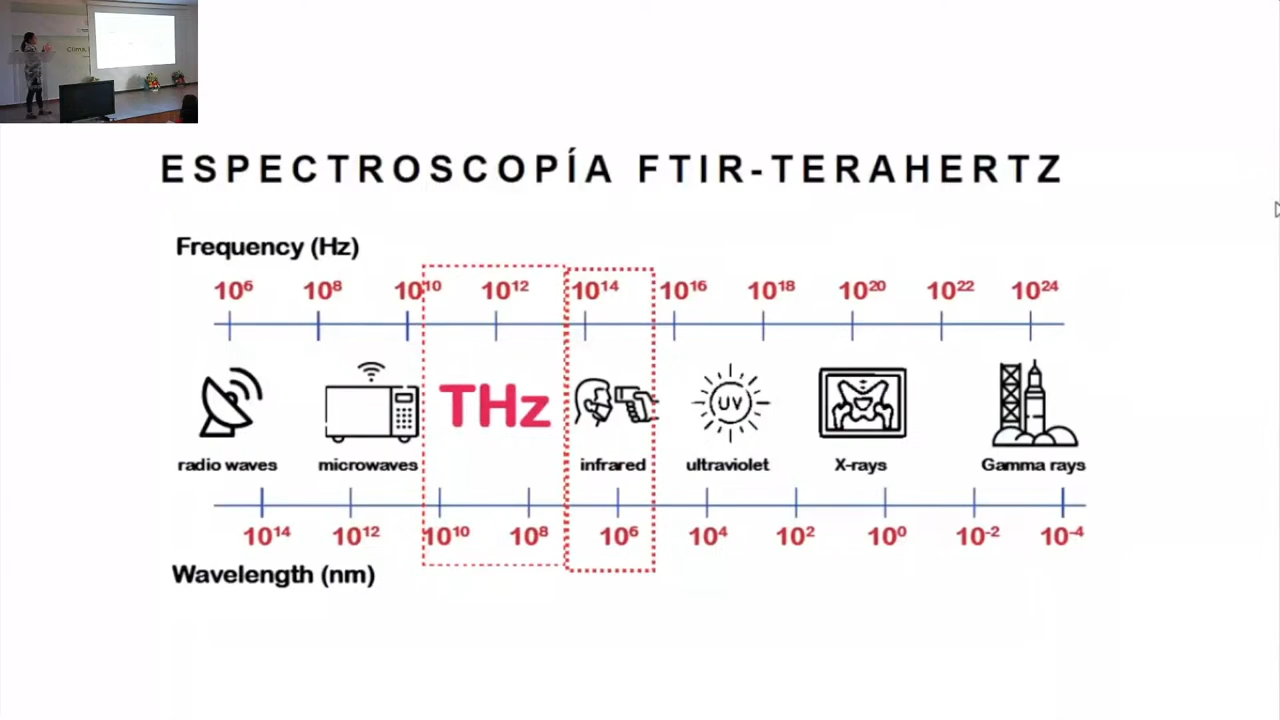 ESPECTROSCOPÍA FTIR-TERAHERTZ
Frequency (Hz)
10⁶ 10⁸ 10¹⁰ 10¹² 10¹⁴ 10¹⁶ 10¹⁸ 10²⁰ 10²² 10²⁴
THz
UV
radio waves microwaves infrared ultraviolet X-rays Gamma rays
10¹⁴ 10¹² 10¹⁰ 10⁸ 10⁶ 10⁴ 10² 10⁰ 10⁻² 10⁻⁴
Wavelength (nm)